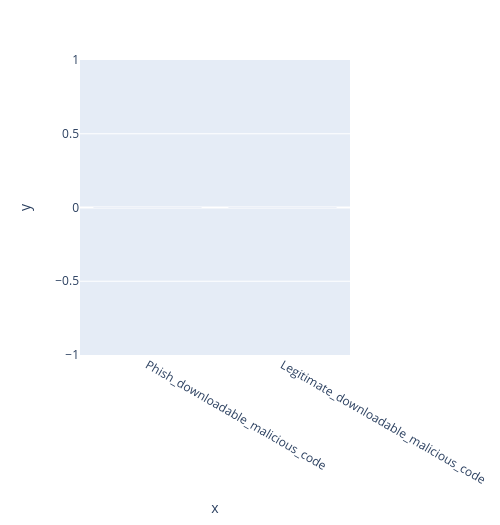 1
0.5
y
0
−0.5
−1
Phish_downloadable_malicious_code
Legitimate_downloadable_malicious_code
x